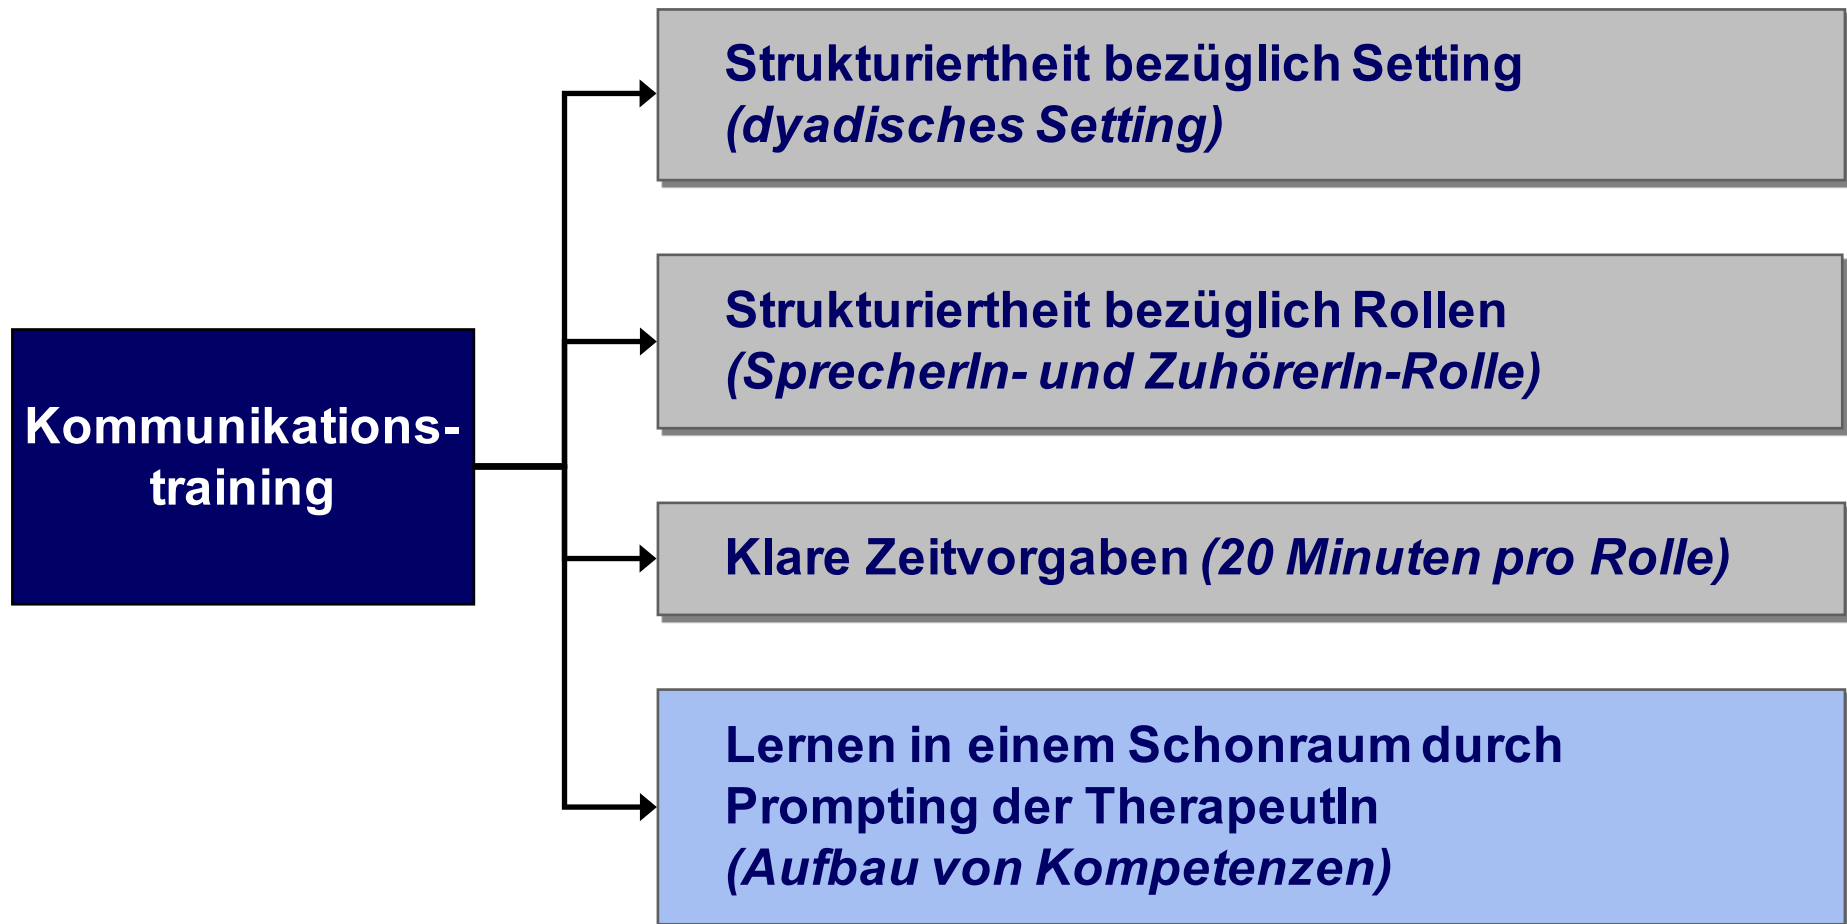 Strukturiertheit bezüglich Setting
(dyadisches Setting)
Strukturiertheit bezüglich Rollen
(SprecherIn- und ZuhörerIn-Rolle)
Kommunikations-
training
Klare Zeitvorgaben (20 Minuten pro Rolle)
Lernen in einem Schonraum durch
Prompting der TherapeutIn
(Aufbau von Kompetenzen)